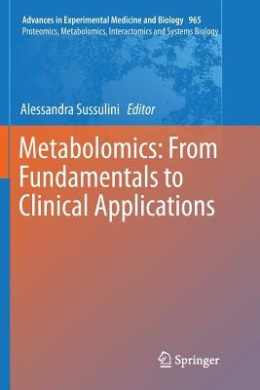 Advances in Experimental Medicine and Biology 965
Proteomics, Metabolomics, Interactomics and Systems Biology
Alessandra Sussulini Editor
Metabolomics: From
Fundamentals to
Clinical Applications
Springer